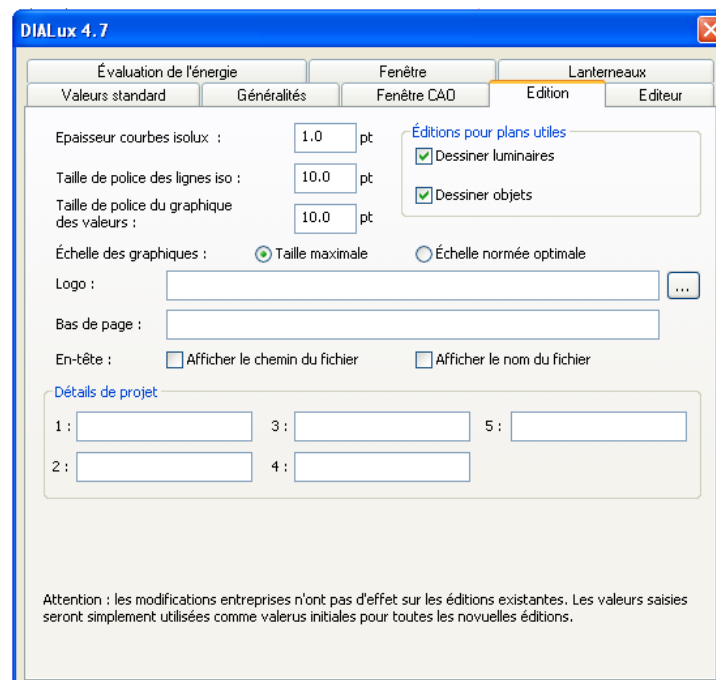 DIALux 4.7
Évaluation de l'énergie Fenêtre Lanterneaux
Valeurs standard Généralités Fenêtre CAO Edition Editeur
Epaisseur courbes isolux : 1.0 pt
Taille de police des lignes iso : 10.0 pt
Taille de police du graphique
des valeurs : 10.0 pt
Éditions pour plans utiles
Dessiner luminaires
Dessiner objets
Échelle des graphiques : Taille maximale Échelle normée optimale
Logo : ...
Bas de page :
En-tête : Afficher le chemin du fichier Afficher le nom du fichier
Détails de projet
1 : 3 : 5 :
2 : 4 :
Attention : les modifications entreprises n'ont pas d'effet sur les éditions existantes. Les valeurs saisies
seront simplement utilisées comme valerus initiales pour toutes les novuelles éditions.